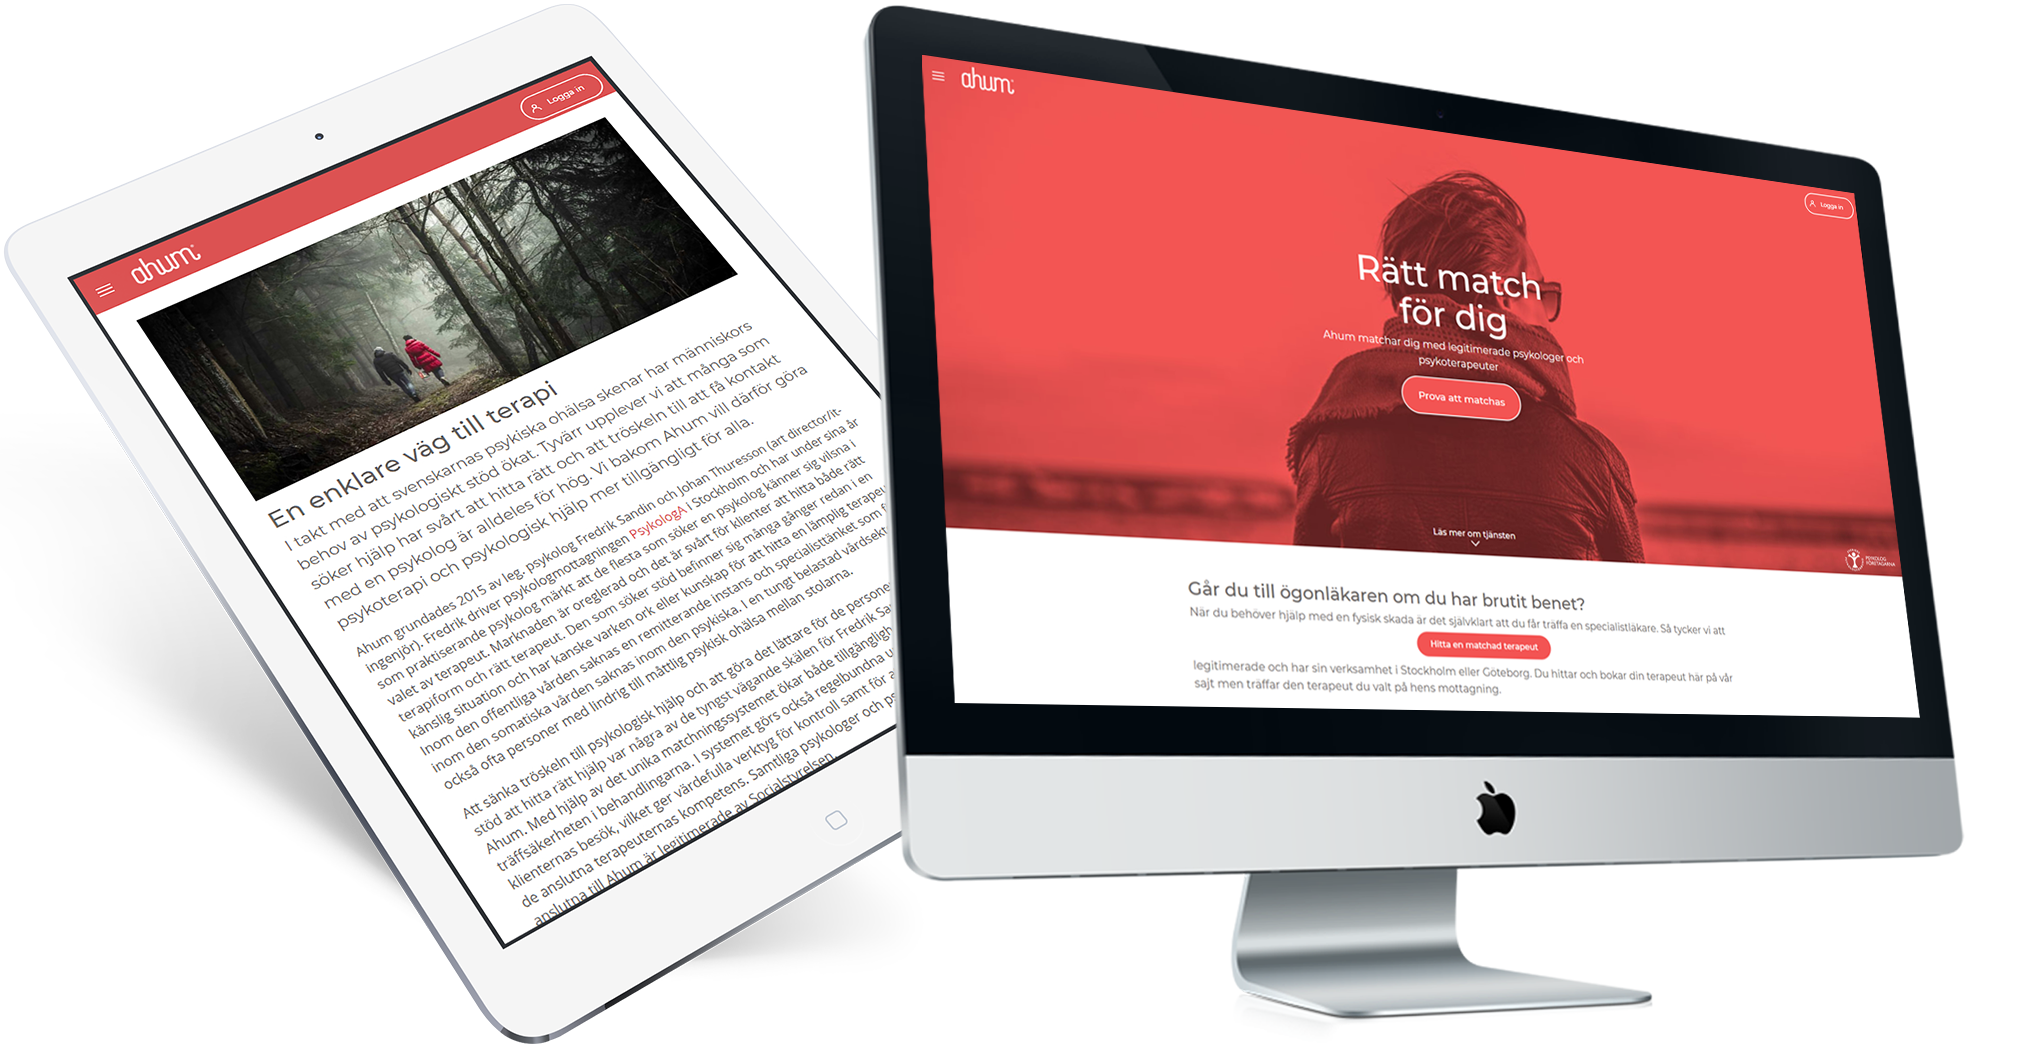 Logga in
ahum
En enklare väg till terapi
I takt med att svenskarnas psykiska ohälsa skenar har människors
behov av psykologiskt stöd ökat. Tyvärr upplever vi att många som
söker hjälp har svårt att hitta rätt och att tröskeln till att få kontakt
med en psykolog är alldeles för hög. Vi bakom Ahum vill därför göra
psykoterapi och psykologisk hjälp mer tillgängligt för alla.
Ahum grundades 2015 av leg. psykolog Fredrik Sandin och Johan Thuresson (art director/it-
ingenjör). Fredrik driver psykologmottagningen PsykologA i Stockholm och har under sina år
som praktiserande psykolog märkt att de flesta som söker en psykolog känner sig vilsna i
valet av terapeut. Marknaden är oreglerad och det är svårt för klienter att hitta både rätt
terapiform och rätt terapeut. Den som söker stöd befinner sig många gånger redan i en
känslig situation och har kanske varken ork eller kunskap för att hitta en lämplig
Inom den offentliga vården saknas en remitterande instans och specialisttänket som
inom den somatiska vården saknas inom den psykiska. I en tungt belastad
också ofta personer med lindrig till måttlig psykisk ohälsa mellan stolarna.
Att sänka tröskeln till psykologisk hjälp och att göra det lättare för de
stöd att hitta rätt hjälp var några av de tyngst vägande skälen för Fredrik
Ahum. Med hjälp av det unika matchningssystemet ökar både
träffsäkerheten i behandlingarna. I systemet görs också regelbundna
klienternas besök, vilket ger värdefulla verktyg för kontroll samt för
de anslutna terapeuternas kompetens. Samtliga psykologer och
anslutna till Ahum är legitimerade av Socialstyrelsen.
ahum
Logga in
Rätt match
för dig
Ahum matchar dig med legitimerade psykologer och
psykoterapeuter
Prova att matchas
Läs mer om tjänsten
PSYKOLOG
FÖRETAGARNA
Går du till ögonläkaren om du har brutit benet?
När du behöver hjälp med en fysisk skada är det självklart att du får träffa en specialistläkare. Så tycker vi att
Hitta en matchad terapeut
legitimerade och har sin verksamhet i Stockholm eller Göteborg. Du hittar och bokar din terapeut här på vår
sajt men träffar den terapeut du valt på hens mottagning.